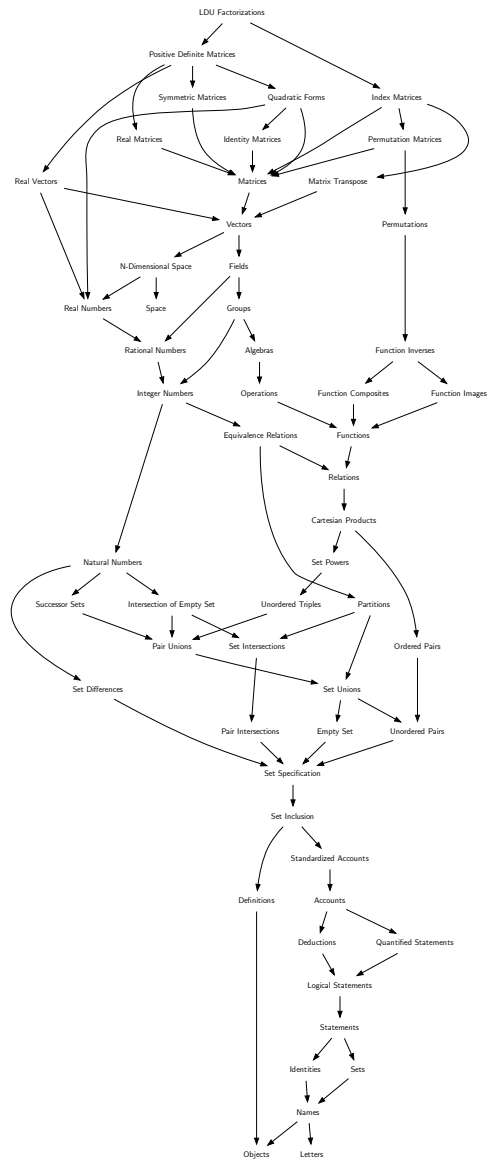 LDU Factorizations
Positive Definite Matrices
Symmetric Matrices
Quadratic Forms
Index Matrices
Real Matrices
Identity Matrices
Permutation Matrices
Real Vectors
Matrices
Matrix Transpose
Vectors
Permutations
N-Dimensional Space
Fields
Real Numbers
Space
Groups
Rational Numbers
Algebras
Function Inverses
Integer Numbers
Operations
Function Composites
Function Images
Equivalence Relations
Functions
Relations
Cartesian Products
Natural Numbers
Set Powers
Successor Sets
Intersection of Empty Set
Unordered Triples
Partitions
Pair Unions
Set Intersections
Ordered Pairs
Set Differences
Set Unions
Pair Intersections
Empty Set
Unordered Pairs
Set Specification
Set Inclusion
Standardized Accounts
Definitions
Accounts
Deductions
Quantified Statements
Logical Statements
Statements
Identities
Sets
Names
Objects
Letters